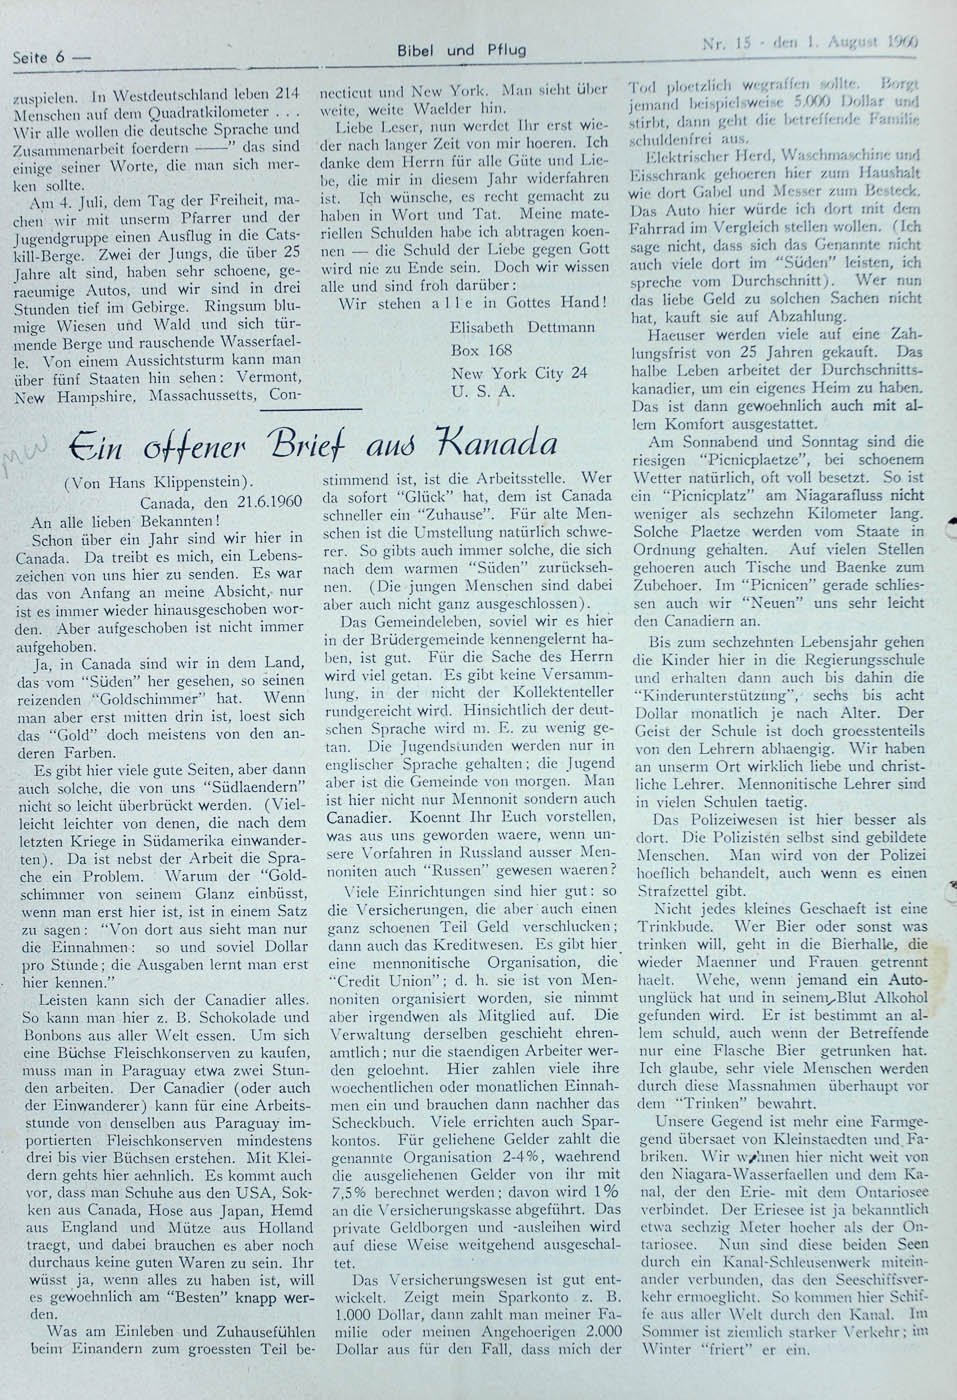 Seite 6 —
Bibel und Pflug
Nr. 15 - den 1. August 1960
zuspielen. In Westdeutschland leben 214
Menschen auf dem Quadratkilometer . . .
Wir alle wollen die deutsche Sprache und
Zusammenarbeit foerdern ——" das sind
einige seiner Worte, die man sich mer-
ken sollte.
Am 4. Juli, dem Tag der Freiheit, ma-
chen wir mit unserm Pfarrer und der
Jugendgruppe einen Ausflug in die Cats-
kill-Berge. Zwei der Jungs, die über 25
Jahre alt sind, haben sehr schoene, ge-
raeumige Autos, und wir sind in drei
Stunden tief im Gebirge. Ringsum blu-
mige Wiesen und Wald und sich tür-
mende Berge und rauschende Wasserfael-
le. Von einem Aussichtsturm kann man
über fünf Staaten hin sehen: Vermont,
New Hampshire, Massachussetts, Con-
necticut und New York. Man sieht über
weite, weite Waelder hin.
Liebe Leser, nun werdet Ihr erst wie-
der nach langer Zeit von mir hoeren. Ich
danke dem Herrn für alle Güte und Lie-
be, die mir in diesem Jahr widerfahren
ist. Ich wünsche, es recht gemacht zu
haben in Wort und Tat. Meine mate-
riellen Schulden habe ich abtragen koen-
nen — die Schuld der Liebe gegen Gott
wird nie zu Ende sein. Doch wir wissen
alle und sind froh darüber:
Wir stehen a l l e in Gottes Hand!
Elisabeth Dettmann
Box 168
New York City 24
U. S. A.
Ein offener Brief aus Kanada
(Von Hans Klippenstein).
Canada, den 21.6.1960
An alle lieben Bekannten!
Schon über ein Jahr sind wir hier in
Canada. Da treibt es mich, ein Lebens-
zeichen von uns hier zu senden. Es war
das von Anfang an meine Absicht, nur
ist es immer wieder hinausgeschoben wor-
den. Aber aufgeschoben ist nicht immer
aufgehoben.
Ja, in Canada sind wir in dem Land,
das vom "Süden" her gesehen, so seinen
reizenden "Goldschimmer" hat. Wenn
man aber erst mitten drin ist, loest sich
das "Gold" doch meistens von den an-
deren Farben.
Es gibt hier viele gute Seiten, aber dann
auch solche, die von uns "Südlaendern"
nicht so leicht überbrückt werden. (Viel-
leicht leichter von denen, die nach dem
letzten Kriege in Südamerika einwander-
ten). Da ist nebst der Arbeit die Spra-
che ein Problem. Warum der "Gold-
schimmer von seinem Glanz einbüsst,
wenn man erst hier ist, ist in einem Satz
zu sagen: "Von dort aus sieht man nur
die Einnahmen: so und soviel Dollar
pro Stunde; die Ausgaben lernt man erst
hier kennen."
Leisten kann sich der Canadier alles.
So kann man hier z. B. Schokolade und
Bonbons aus aller Welt essen. Um sich
eine Büchse Fleischkonserven zu kaufen,
muss man in Paraguay etwa zwei Stun-
den arbeiten. Der Canadier (oder auch
der Einwanderer) kann für eine Arbeits-
stunde von denselben aus Paraguay im-
portierten Fleischkonserven mindestens
drei bis vier Büchsen erstehen. Mit Klei-
dern gehts hier aehnlich. Es kommt auch
vor, dass man Schuhe aus den USA, Sok-
ken aus Canada, Hose aus Japan, Hemd
aus England und Mütze aus Holland
traegt, und dabei brauchen es aber noch
durchaus keine guten Waren zu sein. Ihr
wüsst ja, wenn alles zu haben ist, will
es gewoehnlich am "Besten" knapp wer-
den.
Was am Einleben und Zuhausefühlen
beim Einandern zum groessten Teil be-
stimmend ist, ist die Arbeitsstelle. Wer
da sofort "Glück" hat, dem ist Canada
schneller ein "Zuhause". Für alte Men-
schen ist die Umstellung natürlich schwe-
rer. So gibts auch immer solche, die sich
nach dem warmen "Süden" zurücksehn-
nen. (Die jungen Menschen sind dabei
aber auch nicht ganz ausgeschlossen).
Das Gemeindeleben, soviel wir es hier
in der Brüdergemeinde kennengelernt ha-
ben, ist gut. Für die Sache des Herrn
wird viel getan. Es gibt keine Versamm-
lung, in der nicht der Kollektenteller
rundgereicht wird. Hinsichtlich der deut-
schen Sprache wird m. E. zu wenig ge-
tan. Die Jugendstunden werden nur in
englischer Sprache gehalten; die Jugend
aber ist die Gemeinde von morgen. Man
ist hier nicht nur Mennonit sondern auch
Canadier. Koennt Ihr Euch vorstellen,
was aus uns geworden waere, wenn un-
sere Vorfahren in Russland ausser Men-
noniten auch "Russen" gewesen waeren?
Viele Einrichtungen sind hier gut: so
die Versicherungen, die aber auch einen
ganz schoenen Teil Geld verschlucken;
dann auch das Kreditwesen. Es gibt hier
eine mennonitische Organisation, die
"Credit Union"; d. h. sie ist von Men-
noniten organisiert worden, sie nimmt
aber irgendwen als Mitglied auf. Die
Verwaltung derselben geschieht ehren-
amtlich; nur die staendigen Arbeiter wer-
den geloehnt. Hier zahlen viele ihre
woechentlichen oder monatlichen Einnah-
men ein und brauchen dann nachher das
Scheckbuch. Viele errichten auch Spar-
kontos. Für geliehene Gelder zahlt die
genannte Organisation 2-4%, waehrend
die ausgeliehenen Gelder von ihr mit
7,5% berechnet werden; davon wird 1%
an die Versicherungskasse abgeführt. Das
private Geldborgen und -ausleihen wird
auf diese Weise weitgehend ausgeschal-
tet.
Das Versicherungswesen ist gut ent-
wickelt. Zeigt mein Sparkonto z. B.
1.000 Dollar, dann zahlt man meiner Fa-
milie oder meinen Angehoerigen 2.000
Dollar aus für den Fall, dass mich der
Tod ploetzlich wegraffen sollte. Borgt
jemand beispielsweise 5.000 Dollar und
stirbt, dann geht die betreffende Familie
schuldenfrei aus.
Elektrischer Herd, Waschmaschine und
Eisschrank gehoeren hier zum Haushalt
wie dort Gabel und Messer zum Besteck.
Das Auto hier würde ich dort mit dem
Fahrrad im Vergleich stellen wollen. (Ich
sage nicht, dass sich das Genannte nicht
auch viele dort im "Süden" leisten, ich
spreche vom Durchschnitt). Wer nun
das liebe Geld zu solchen Sachen nicht
hat, kauft sie auf Abzahlung.
Haeuser werden viele auf eine Zah-
lungsfrist von 25 Jahren gekauft. Das
halbe Leben arbeitet der Durchschnitts-
kanadier, um ein eigenes Heim zu haben.
Das ist dann gewoehnlich auch mit al-
lem Komfort ausgestattet.
Am Sonnabend und Sonntag sind die
riesigen "Picnicplaetze", bei schoenem
Wetter natürlich, oft voll besetzt. So ist
ein "Picnicplatz" am Niagarafluss nicht
weniger als sechzehn Kilometer lang.
Solche Plaetze werden vom Staate in
Ordnung gehalten. Auf vielen Stellen
gehoeren auch Tische und Baenke zum
Zubehoer. Im "Picnicen" gerade schlies-
sen auch wir "Neuen" uns sehr leicht
den Canadiern an.
Bis zum sechzehnten Lebensjahr gehen
die Kinder hier in die Regierungsschule
und erhalten dann auch bis dahin die
"Kinderunterstützung", sechs bis acht
Dollar monatlich je nach Alter. Der
Geist der Schule ist doch groesstenteils
von den Lehrern abhaengig. Wir haben
an unserm Ort wirklich liebe und christ-
liche Lehrer. Mennonitische Lehrer sind
in vielen Schulen taetig.
Das Polizeiwesen ist hier besser als
dort. Die Polizisten selbst sind gebildete
Menschen. Man wird von der Polizei
hoeflich behandelt, auch wenn es einen
Strafzettel gibt.
Nicht jedes kleines Geschaeft ist eine
Trinkbude. Wer Bier oder sonst was
trinken will, geht in die Bierhalle, die
wieder Maenner und Frauen getrennt
haelt. Wehe, wenn jemand ein Auto-
unglück hat und in seinem Blut Alkohol
gefunden wird. Er ist bestimmt an al-
lem schuld, auch wenn der Betreffende
nur eine Flasche Bier getrunken hat.
Ich glaube, sehr viele Menschen werden
durch diese Massnahmen überhaupt vor
dem "Trinken" bewahrt.
Unsere Gegend ist mehr eine Farmge-
gend übersaet von Kleinstaedten und Fa-
briken. Wir wohnen hier nicht weit von
den Niagara-Wasserfaellen und dem Ka-
nal, der den Erie- mit dem Ontariosee
verbindet. Der Eriesee ist ja bekanntlich
etwa sechzig Meter hoeher als der On-
tariosee. Nun sind diese beiden Seen
durch ein Kanal-Schleusenwerk mitein-
ander verbunden, das den Seeschiffsver-
kehr ermoeglicht. So kommen hier Schif-
fe aus aller Welt durch den Kanal. Im
Sommer ist ziemlich starker Verkehr; im
Winter "friert" er ein.